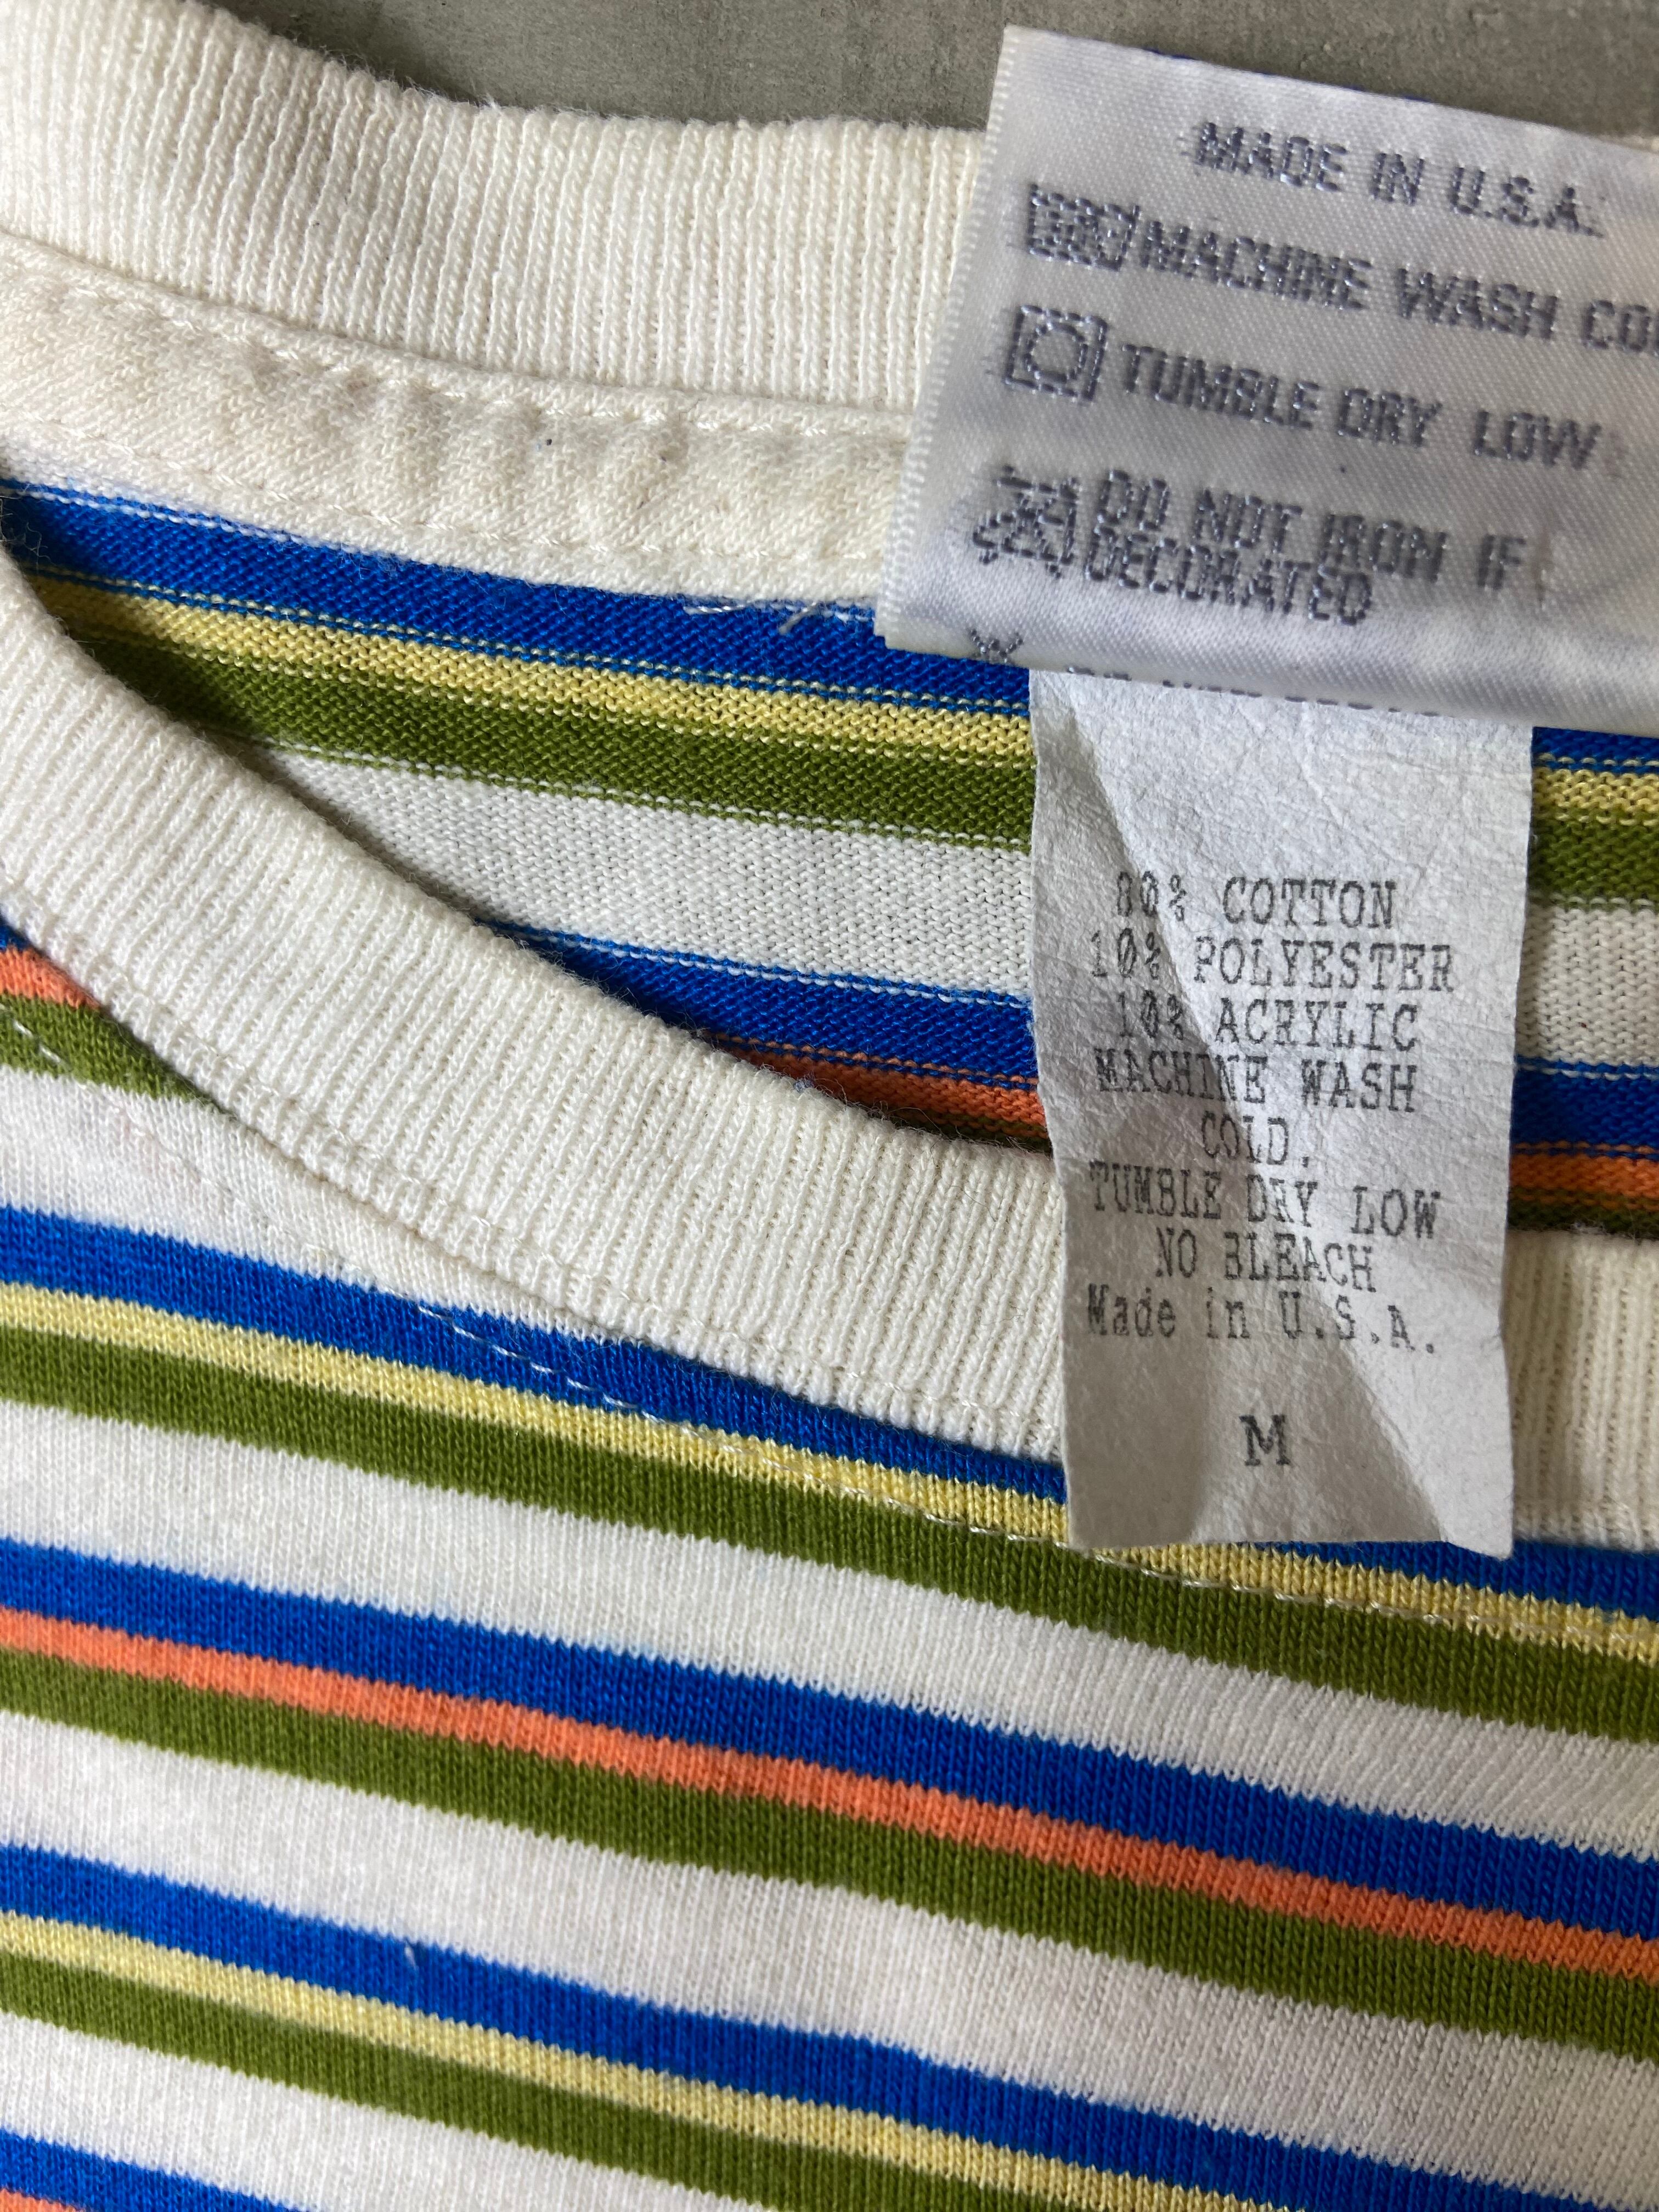 MADE IN U.S.A.
MACHINE WASH
TUMBLE DRY LOW
DO NOT IRON IF
DECORATED
80% COTTON
10% POLYESTER
10% ACRYLIC
MACHINE WASH
COLD.
TUMBLE DRY LOW
NO BLEACH
Made in U.S.A.
M